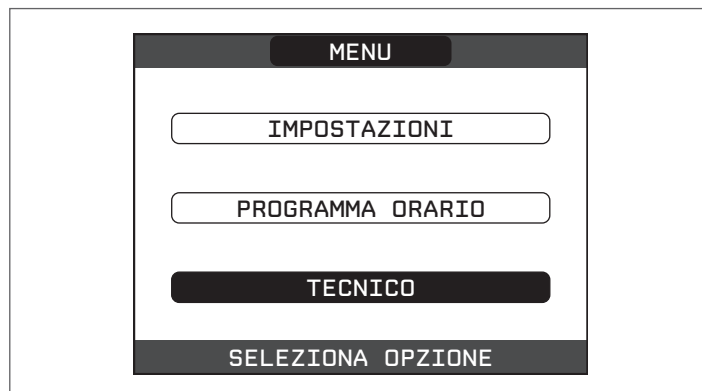 MENU
IMPOSTAZIONI
PROGRAMMA ORARIO
TECNICO
SELEZIONA OPZIONE